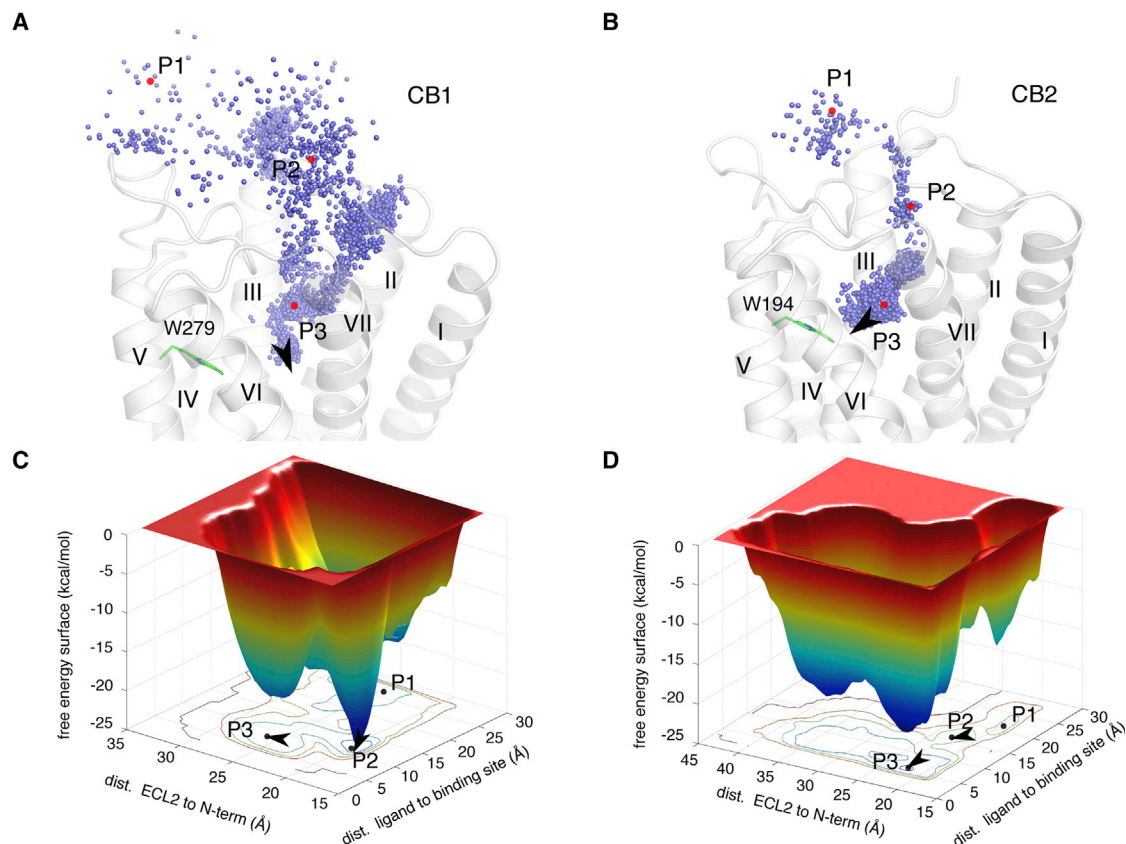 A
P1
CB1
P2
II
III
P3
VII
I
W279
V
VI
IV
B
P1
CB2
P2
III
II
W194
P3
VII
I
V
IV
VI
C
free energy surface (kcal/mol)
0
-5
-10
-15
-20
-25
35
30
25
20
15
dist. ECL2 to N-term (Å)
0
5
10
15
20
25
30
dist. ligand to binding site (Å)
P1
P3
P2
D
free energy surface (kcal/mol)
0
-5
-10
-15
-20
-25
45
40
35
30
25
20
15
dist. ECL2 to N-term (Å)
0
5
10
15
20
25
30
dist. ligand to binding site (Å)
P2
P1
P3